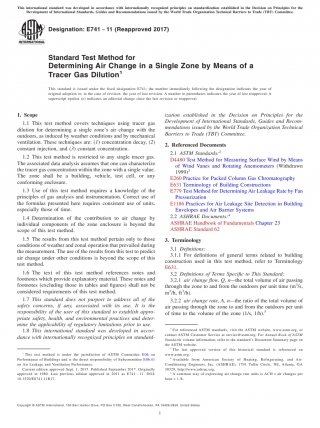 This international standard was developed in accordance with internationally recognized principles on standardization established in the Decision on Principles for the
Development of International Standards, Guides and Recommendations issued by the World Trade Organization Technical Barriers to Trade (TBT) Committee.
Designation: E741 − 11 (Reapproved 2017)
Standard Test Method for
Determining Air Change in a Single Zone by Means of a
Tracer Gas Dilution1
This standard is issued under the fixed designation E741; the number immediately following the designation indicates the year of
original adoption or, in the case of revision, the year of last revision. A number in parentheses indicates the year of last reapproval. A
superscript epsilon (ε) indicates an editorial change since the last revision or reapproval.
1. Scope
1.1 This test method covers techniques using tracer gas
dilution for determining a single zone's air change with the
outdoors, as induced by weather conditions and by mechanical
ventilation. These techniques are: (1) concentration decay, (2)
constant injection, and (3) constant concentration.
1.2 This test method is restricted to any single tracer gas.
The associated data analysis assumes that one can characterize
the tracer gas concentration within the zone with a single value.
The zone shall be a building, vehicle, test cell, or any
conforming enclosure.
1.3 Use of this test method requires a knowledge of the
principles of gas analysis and instrumentation. Correct use of
the formulas presented here requires consistent use of units,
especially those of time.
1.4 Determination of the contribution to air change by
individual components of the zone enclosure is beyond the
scope of this test method.
1.5 The results from this test method pertain only to those
conditions of weather and zonal operation that prevailed during
the measurement. The use of the results from this test to predict
air change under other conditions is beyond the scope of this
test method.
1.6 The text of this test method references notes and
footnotes which provide explanatory material. These notes and
footnotes (excluding those in tables and figures) shall not be
considered requirements of this test method.
1.7 This standard does not purport to address all of the
safety concerns, if any, associated with its use. It is the
responsibility of the user of this standard to establish appro-
priate safety, health, and environmental practices and deter-
mine the applicability of regulatory limitations prior to use.
1.8 This international standard was developed in accor-
dance with internationally recognized principles on standard-
1 This test method is under the jurisdiction of ASTM Committee E06 on
Performance of Buildings and is the direct responsibility of Subcommittee E06.41
on Air Leakage and Ventilation Performance.
Current edition approved Sept. 1, 2017. Published September 2017. Originally
approved in 1980. Last previous edition approved in 2011 as E741 – 11. DOI:
10.1520/E0741-11R17.
ization established in the Decision on Principles for the
Development of International Standards, Guides and Recom-
mendations issued by the World Trade Organization Technical
Barriers to Trade (TBT) Committee.
2. Referenced Documents
2.1 ASTM Standards:2
D4480 Test Method for Measuring Surface Wind by Means
of Wind Vanes and Rotating Anemometers (Withdrawn
1999)3
E260 Practice for Packed Column Gas Chromatography
E631 Terminology of Building Constructions
E779 Test Method for Determining Air Leakage Rate by Fan
Pressurization
E1186 Practices for Air Leakage Site Detection in Building
Envelopes and Air Barrier Systems
2.2 ASHRAE Documents:4
ASHRAE Handbook of Fundamentals Chapter 23
ASHRAE Standard 62
3. Terminology
3.1 Definitions:
3.1.1 For definitions of general terms related to building
construction used in this test method, refer to Terminology
E631.
3.2 Definitions of Terms Specific to This Standard:
3.2.1 air change flow, Q, n—the total volume of air passing
through the zone to and from the outdoors per unit time (m3/s,
m3/h, ft3/h).
3.2.2 air change rate, A, n—the ratio of the total volume of
air passing through the zone to and from the outdoors per unit
of time to the volume of the zone (1/s, 1/h).5
2 For referenced ASTM standards, visit the ASTM website, www.astm.org, or
contact ASTM Customer Service at service@astm.org. For Annual Book of ASTM
Standards volume information, refer to the standard's Document Summary page on
the ASTM website.
3 The last approved version of this historical standard is referenced on
www.astm.org.
4 Available from American Society of Heating, Refrigerating, and Air-
Conditioning Engineers, Inc. (ASHRAE), 1791 Tullie Circle, NE, Atlanta, GA
30329, http://www.ashrae.org.
5 A common way of expressing air change rate units is ACH = air changes per
hour = 1/h.
Copyright © ASTM International, 100 Barr Harbor Drive, PO Box C700, West Conshohocken, PA 19428-2959. United States
1